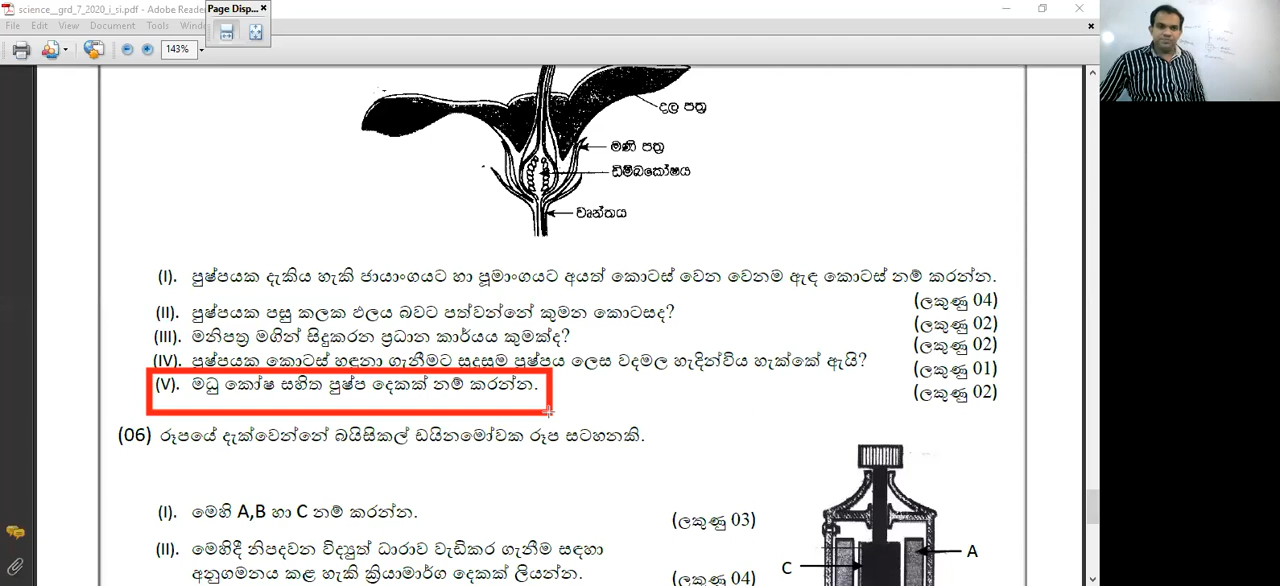 science__grd_7_2020_i_si.pdf - Adobe Reader
Page Disp...
File Edit View Document Tools Window
143%
දල පත්‍ර
මණි පත්‍ර
ඩිම්බකෝෂය
වෘන්තය
(I). පුෂ්පයක දැකිය හැකි ජායාංගයට හා පුමාංගයට අයත් කොටස් වෙන වෙනම ඇඳ කොටස් නම් කරන්න.
(ලකුණු 04)
(II). පුෂ්පයක පසු කලක ඵලය බවට පත්වන්නේ කුමන කොටසද?
(ලකුණු 02)
(III). මනිපත්‍ර මගින් සිදුකරන ප්‍රධාන කාර්යය කුමක්ද?
(ලකුණු 02)
(IV). පුෂ්පයක කොටස් හඳුනා ගැනීමට සුදුසුම පුෂ්පය ලෙස වදමල හැදින්විය හැක්කේ ඇයි?
(ලකුණු 01)
(V). මධු කෝෂ සහිත පුෂ්ප දෙකක් නම් කරන්න.
(ලකුණු 02)
(06) රූපයේ දැක්වෙන්නේ බයිසිකල් ඩයිනමෝවක රූප සටහනකි.
(I). මෙහි A,B හා C නම් කරන්න.
(ලකුණු 03)
(II). මෙහිදී නිපදවන විද්‍යුත් ධාරාව වැඩිකර ගැනීම සඳහා
අනුගමනය කළ හැකි ක්‍රියාමාර්ග දෙකක් ලියන්න.
(ලකුණු 04)
A
C